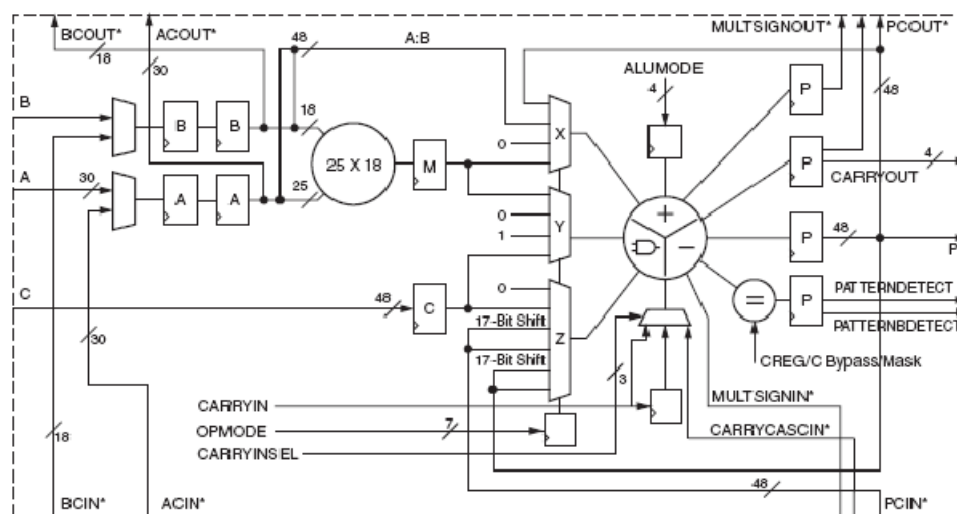 BCOUT* ACOUT* MULTSIGNOUT* PCOUT*
48 A:B
18 30 ALUMODE 48
4 P
B B B 18 X
0
25 X 18 M P 4
A 30 A A 25 CARRYOUT
0
1 Y + − P 48 P
C 48 C 0 = P PATTERNDETECT
PATTERNBDETECT
17-Bit Shift
30 Z
17-Bit Shift CREG/C Bypass/Mask
3
CARRYIN MULTSIGNIN*
OPMODE 7 CARRYCASCIN*
18 CARRYINSEL
48
BCIN* ACIN* PCIN*